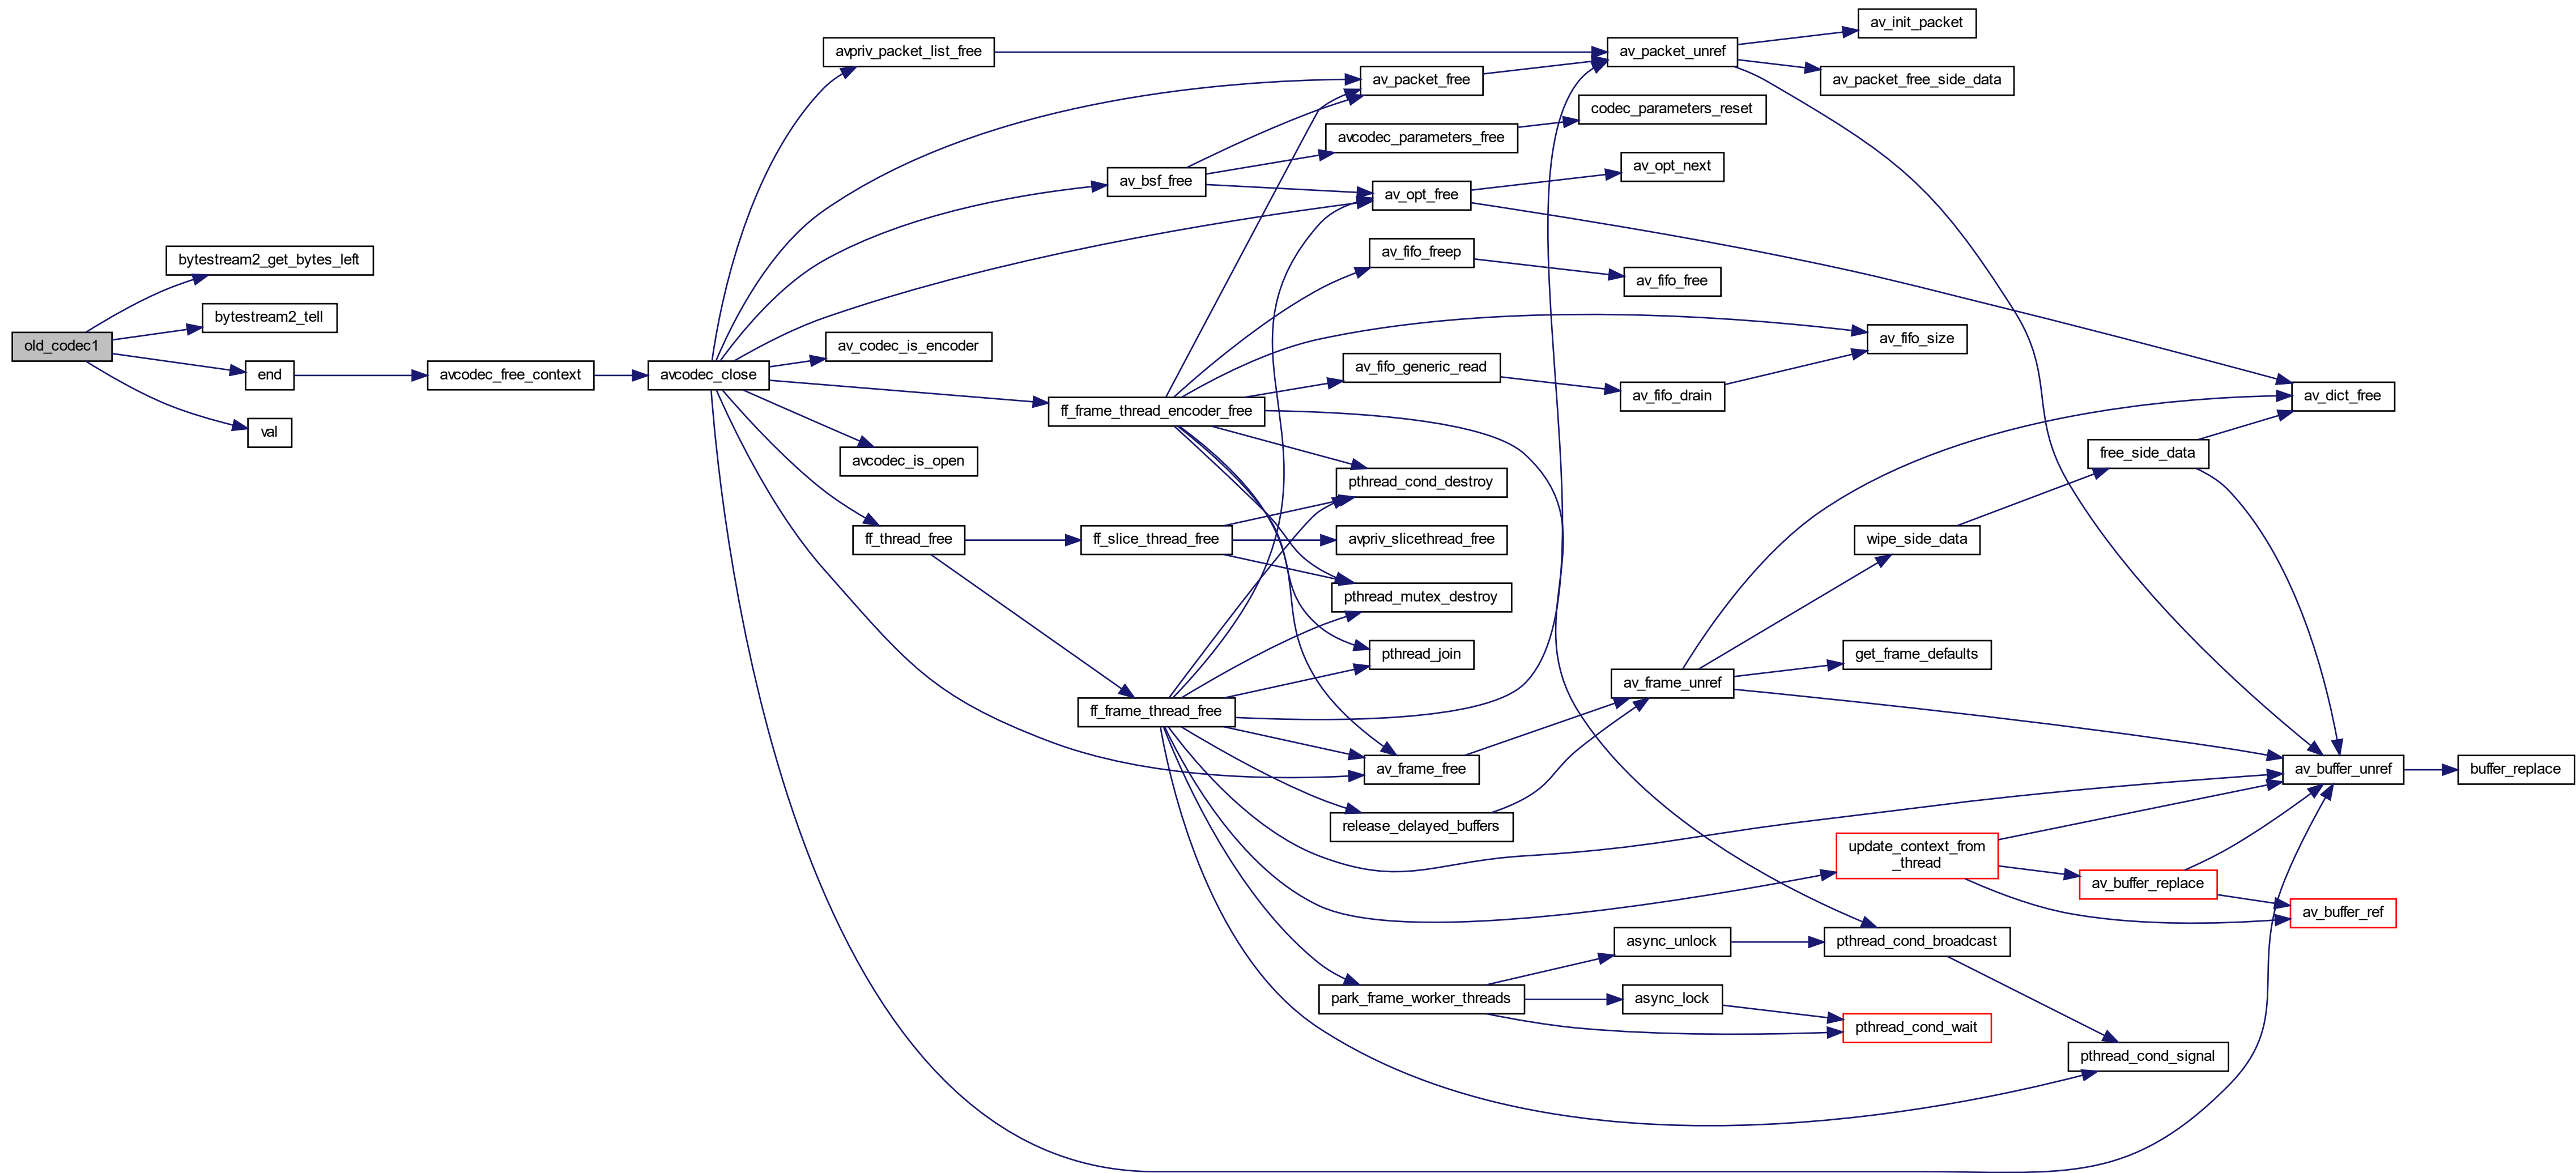 old_codec1
bytestream2_get_bytes_left
bytestream2_tell
end
val
avcodec_free_context
avcodec_close
avpriv_packet_list_free
av_codec_is_encoder
avcodec_is_open
ff_thread_free
av_bsf_free
ff_frame_thread_encoder_free
ff_slice_thread_free
ff_frame_thread_free
av_packet_free
avcodec_parameters_free
av_opt_free
av_fifo_freep
av_fifo_generic_read
pthread_cond_destroy
avpriv_slicethread_free
pthread_mutex_destroy
pthread_join
av_frame_free
release_delayed_buffers
park_frame_worker_threads
av_packet_unref
codec_parameters_reset
av_opt_next
av_fifo_free
av_fifo_drain
av_frame_unref
async_unlock
async_lock
av_init_packet
av_packet_free_side_data
av_fifo_size
wipe_side_data
get_frame_defaults
update_context_from
_thread
pthread_cond_broadcast
pthread_cond_wait
free_side_data
av_buffer_replace
pthread_cond_signal
av_dict_free
av_buffer_unref
av_buffer_ref
buffer_replace